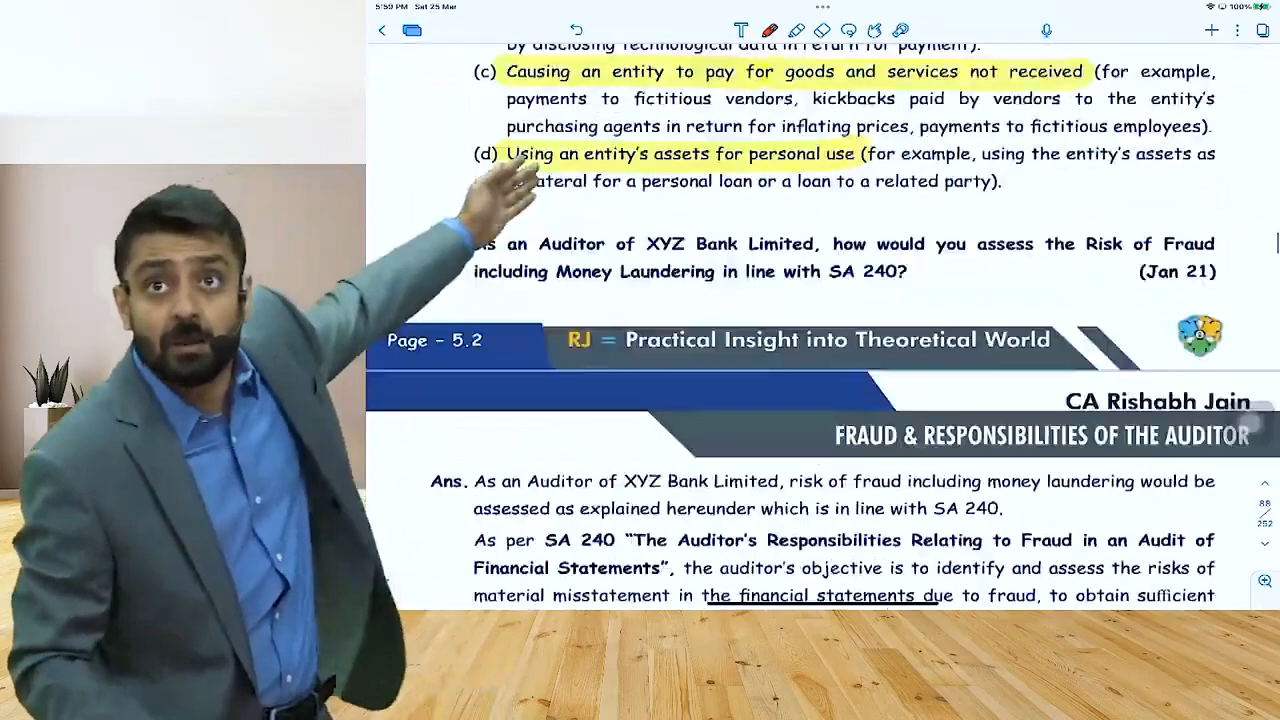 5:59 PM Sat 25 Mar
100%
by disclosing technological data in return for payment).
(c) Causing an entity to pay for goods and services not received (for example,
payments to fictitious vendors, kickbacks paid by vendors to the entity's
purchasing agents in return for inflating prices, payments to fictitious employees).
(d) Using an entity's assets for personal use (for example, using the entity's assets as
for a personal loan or a loan to a related party).
an Auditor of XYZ Bank Limited, how would you assess the Risk of Fraud
including Money Laundering in line with SA 240? (Jan 21)
Page - 5.2
RJ = Practical Insight into Theoretical World
CA Rishabh Jain
FRAUD & RESPONSIBILITIES OF THE AUDITOR
Ans. As an Auditor of XYZ Bank Limited, risk of fraud including money laundering would be
assessed as explained hereunder which is in line with SA 240.
As per SA 240 "The Auditor's Responsibilities Relating to Fraud in an Audit of
Financial Statements", the auditor's objective is to identify and assess the risks of
material misstatement in the financial statements due to fraud, to obtain sufficient
88
252